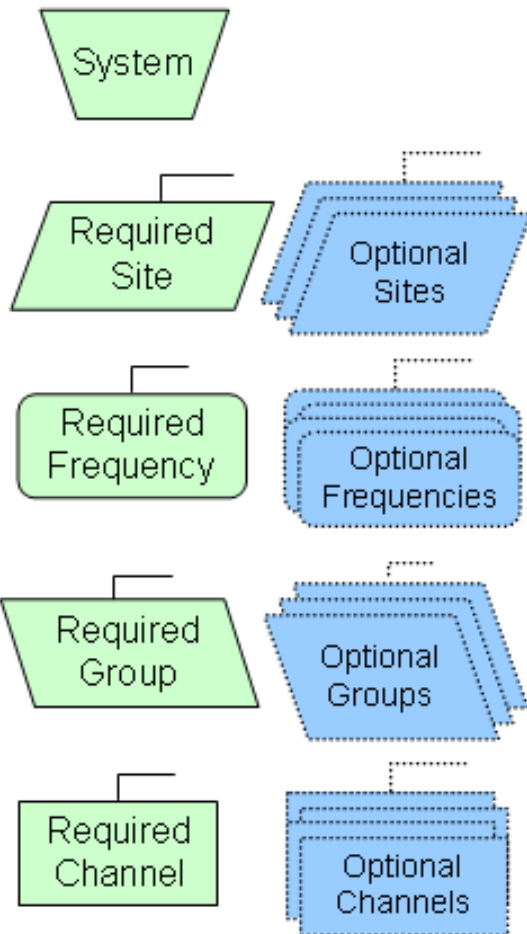 System
Required
Site
Optional
Sites
Required
Frequency
Optional
Frequencies
Required
Group
Optional
Groups
Required
Channel
Optional
Channels